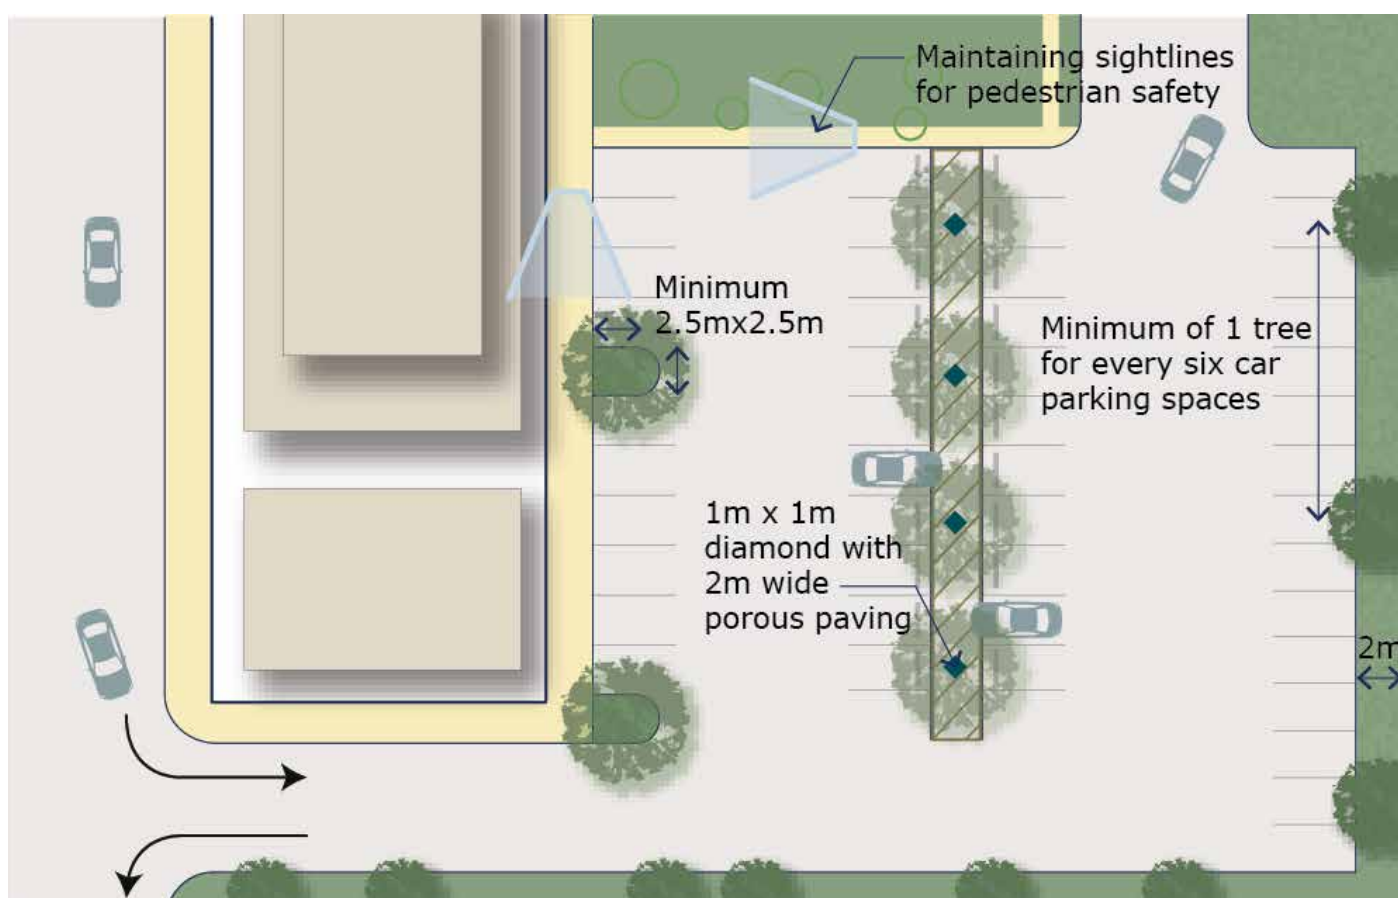 Maintaining sightlines
for pedestrian safety
Minimum
2.5mx2.5m
Minimum of 1 tree
for every six car
parking spaces
1m x 1m
diamond with
2m wide
porous paving
2m